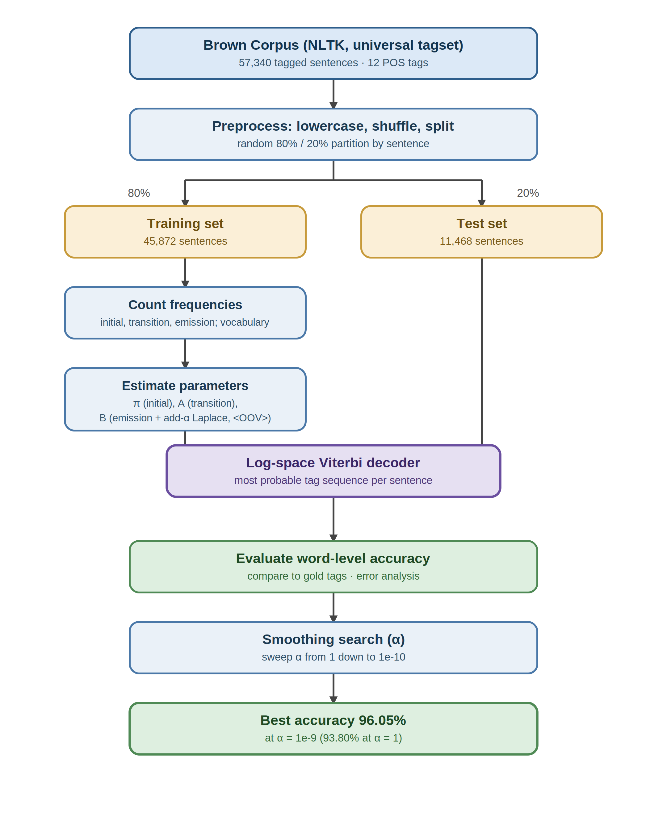 Brown Corpus (NLTK, universal tagset)
57,340 tagged sentences · 12 POS tags
Preprocess: lowercase, shuffle, split
random 80% / 20% partition by sentence
80%
20%
Training set
45,872 sentences
Test set
11,468 sentences
Count frequencies
initial, transition, emission; vocabulary
Estimate parameters
π (initial), A (transition),
B (emission + add-α Laplace, <OOV>)
Log-space Viterbi decoder
most probable tag sequence per sentence
Evaluate word-level accuracy
compare to gold tags · error analysis
Smoothing search (α)
sweep α from 1 down to 1e-10
Best accuracy 96.05%
at α = 1e-9 (93.80% at α = 1)